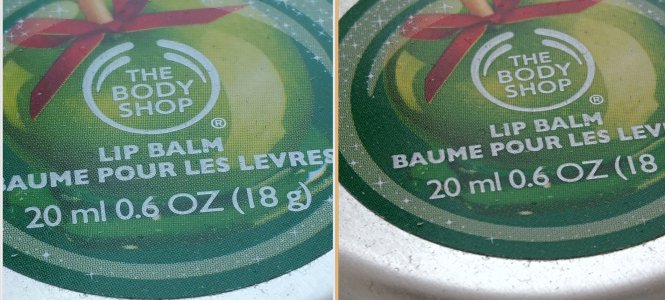 THE
BODY
SHOP
®
LIP BALM
BAUME POUR LES LEVRES
20 ml 0.6 OZ (18 g)
THE
BODY
SHOP
®
LIP BALM
BAUME POUR LES LEV
20 ml 0.6 OZ (18